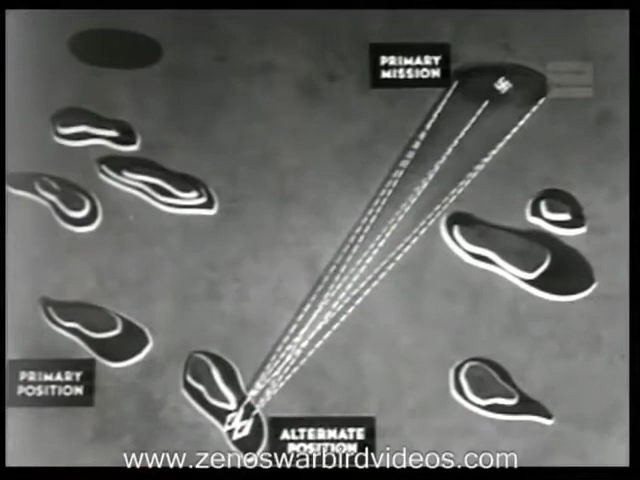 PRIMARY
MISSION
PRIMARY
POSITION
ALTERNATE
POSITION
www.zenoswarbirdvideos.com